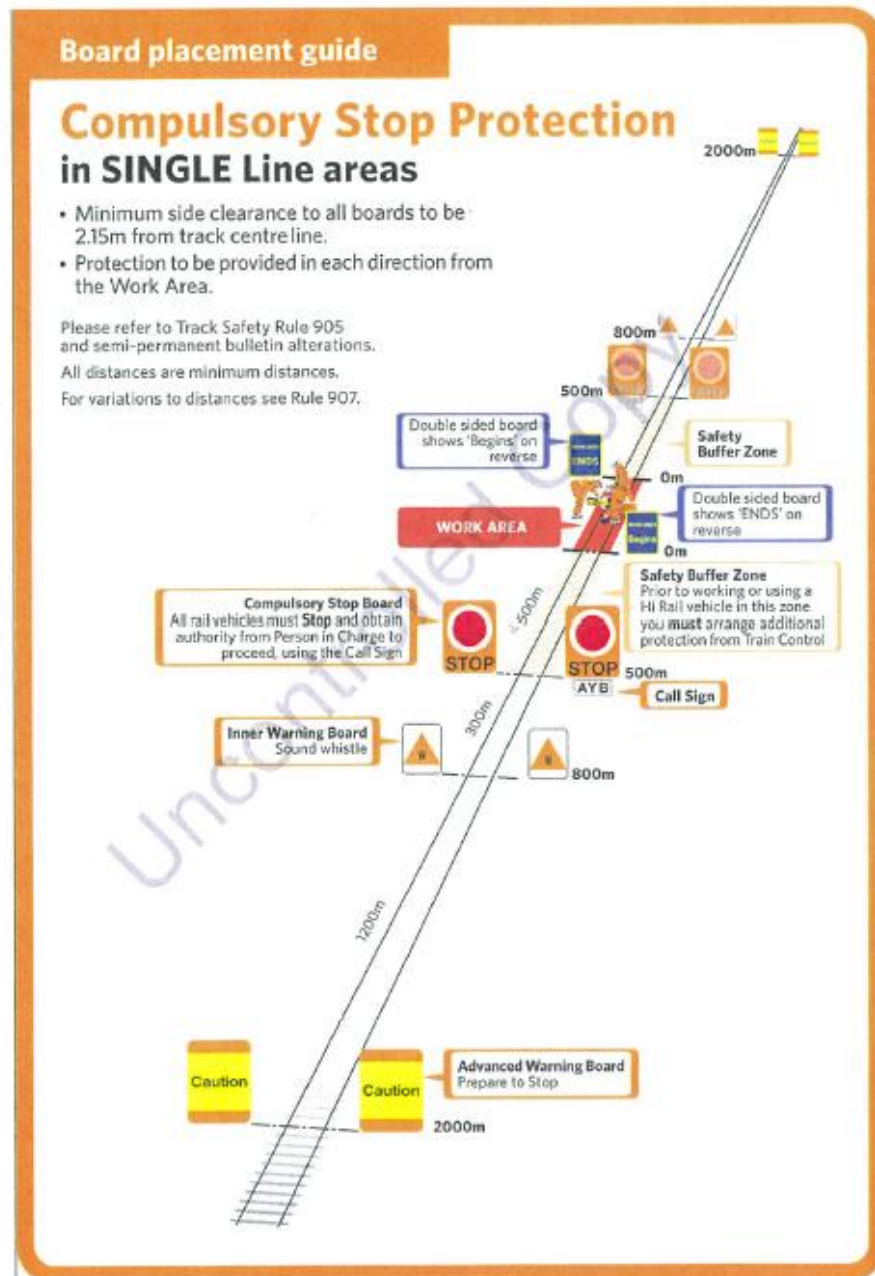 Board placement guide
Compulsory Stop Protection
in SINGLE Line areas
• Minimum side clearance to all boards to be
2.15m from track centre line.
• Protection to be provided in each direction from
the Work Area.
Please refer to Track Safety Rule 905
and semi-permanent bulletin alterations.
All distances are minimum distances.
For variations to distances see Rule 907.
2000m
800m
500m
Double sided board
shows 'Begins' on
reverse
ENDS
Safety
Buffer Zone
0m
Double sided board
shows 'ENDS' on
reverse
WORK AREA
Begins
0m
500m
Safety Buffer Zone
Prior to working or using a
Hi Rail vehicle in this zone
you must arrange additional
protection from Train Control
Compulsory Stop Board
All rail vehicles must Stop and obtain
authority from Person in Charge to
proceed, using the Call Sign
STOP
STOP
500m
AYB
Call Sign
300m
Inner Warning Board
Sound whistle
W
W
800m
1200m
Caution
Caution
Advanced Warning Board
Prepare to Stop
2000m
Uncontrolled Copy